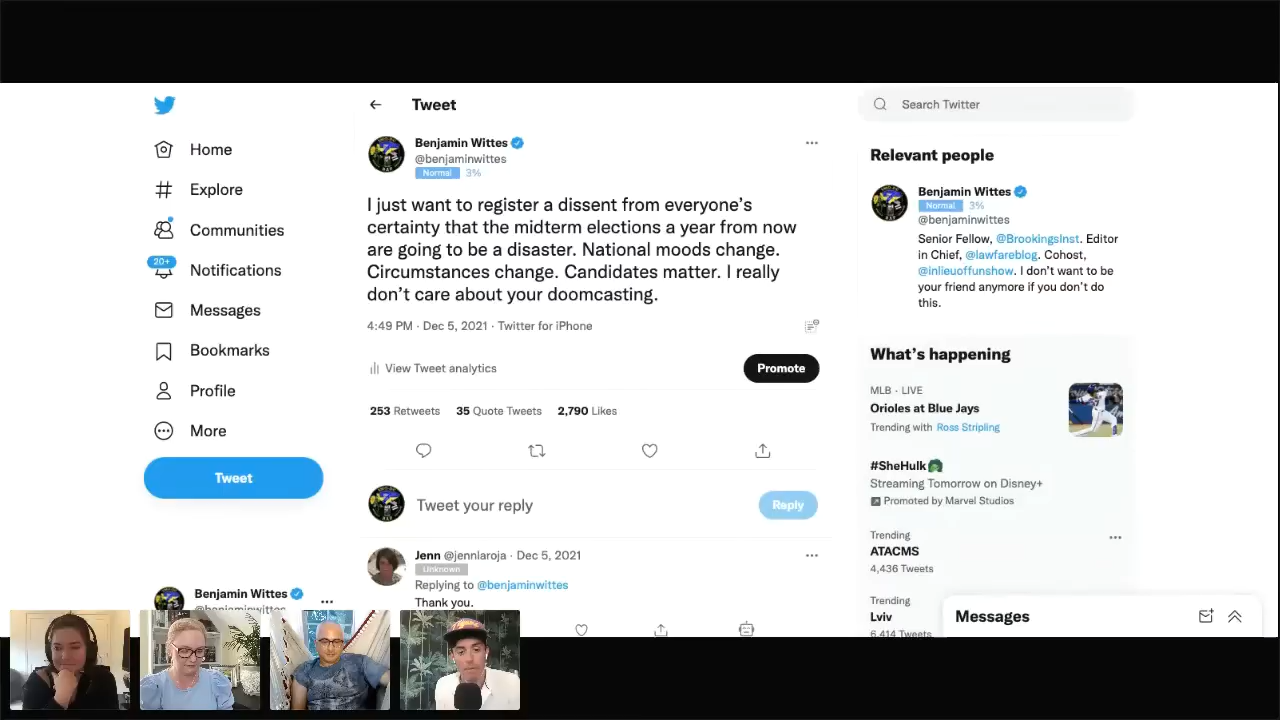 Home
Explore
Communities
20+
Notifications
Messages
Bookmarks
Profile
More
Tweet
Benjamin Wittes
@benjaminwittes
Tweet
Benjamin Wittes
@benjaminwittes
Normal 3%
I just want to register a dissent from everyone’s
certainty that the midterm elections a year from now
are going to be a disaster. National moods change.
Circumstances change. Candidates matter. I really
don’t care about your doomcasting.
4:49 PM · Dec 5, 2021 · Twitter for iPhone
View Tweet analytics
Promote
253 Retweets 35 Quote Tweets 2,790 Likes
Tweet your reply
Reply
Jenn @jennlaroja · Dec 5, 2021
Unknown
Replying to @benjaminwittes
Thank you.
Search Twitter
Relevant people
Benjamin Wittes
Normal 3%
@benjaminwittes
Senior Fellow, @BrookingsInst. Editor
in Chief, @lawfareblog. Cohost,
@inlieuoffunshow. I don’t want to be
your friend anymore if you don’t do
this.
What’s happening
MLB · LIVE
Orioles at Blue Jays
Trending with Ross Stripling
#SheHulk
Streaming Tomorrow on Disney+
Promoted by Marvel Studios
Trending
ATACMS
4,436 Tweets
Trending
Lviv
6,414 Tweets
Messages